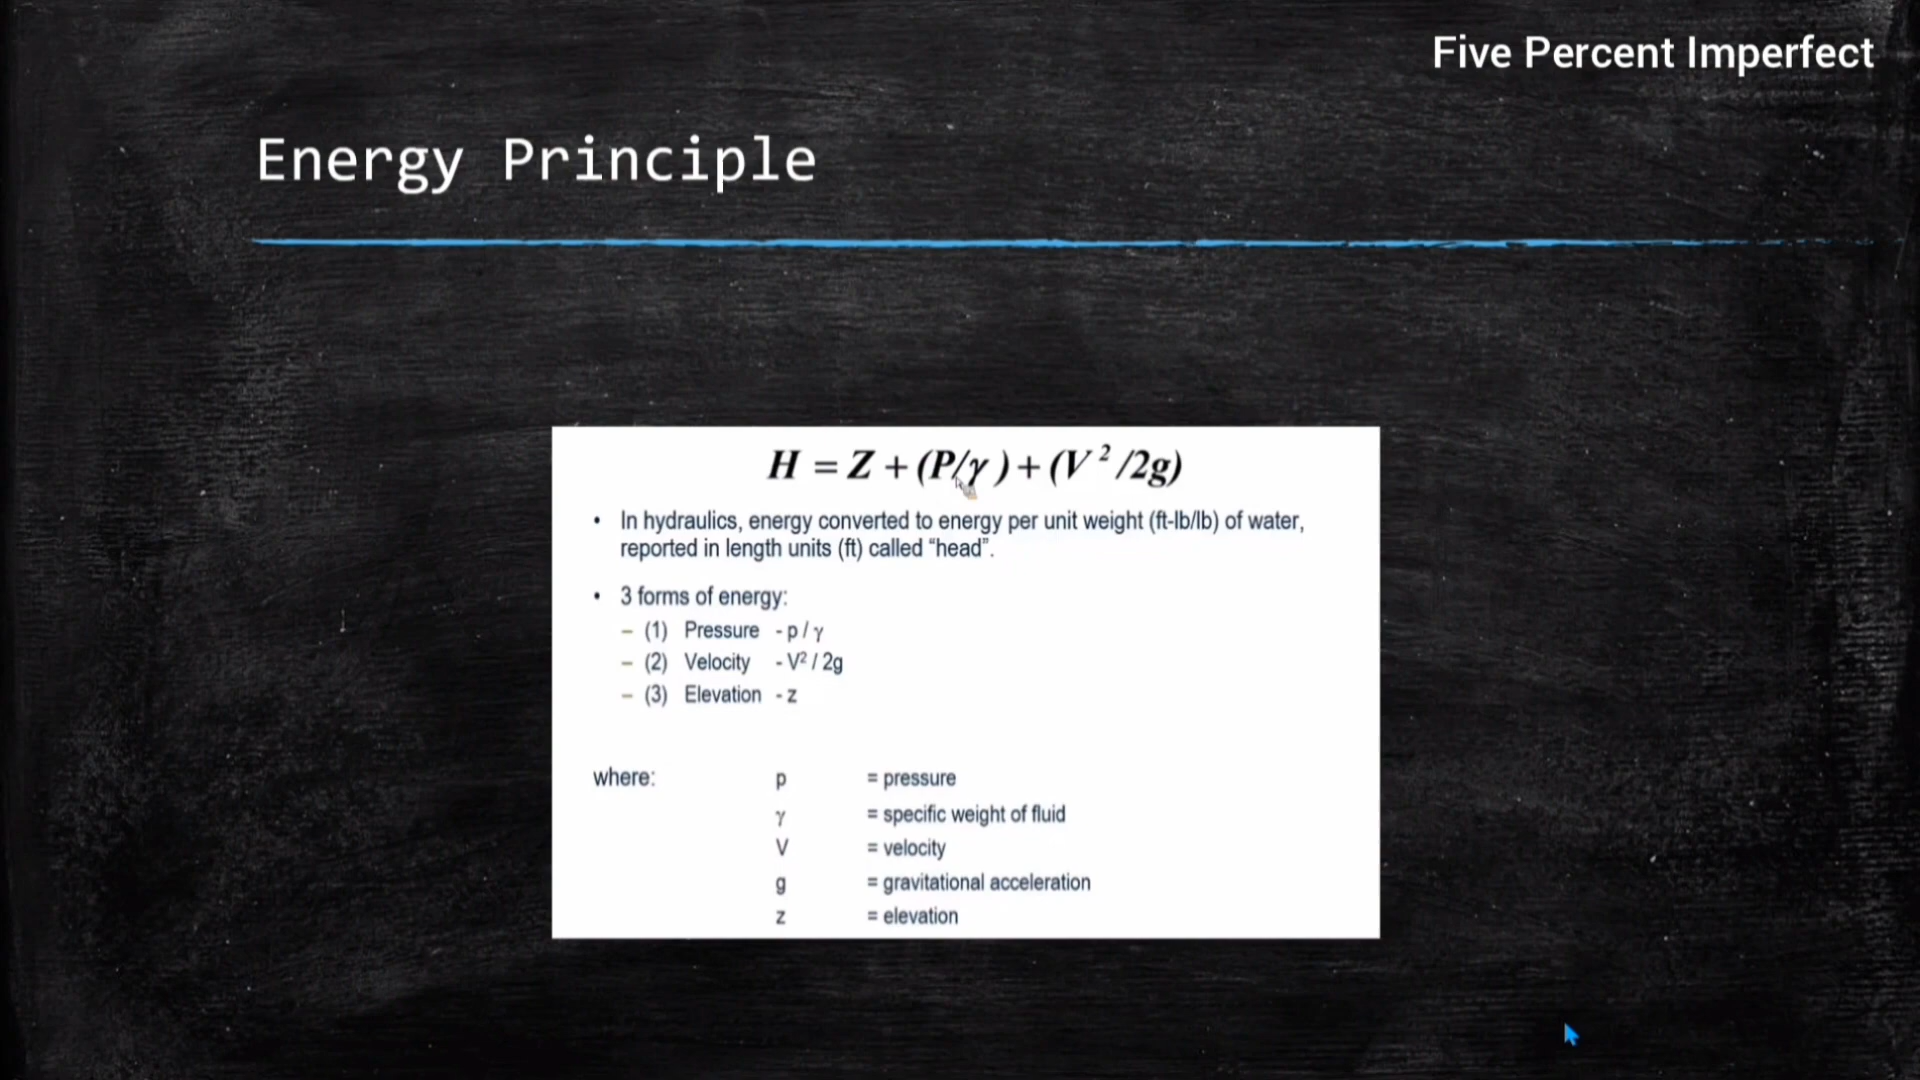 Five Percent Imperfect
Energy Principle
H = Z + (P/γ) + (V²/2g)
• In hydraulics, energy converted to energy per unit weight (ft-lb/lb) of water,
reported in length units (ft) called “head”.
• 3 forms of energy:
– (1) Pressure - p / γ
– (2) Velocity - V² / 2g
– (3) Elevation - z
where: p = pressure
γ = specific weight of fluid
V = velocity
g = gravitational acceleration
z = elevation